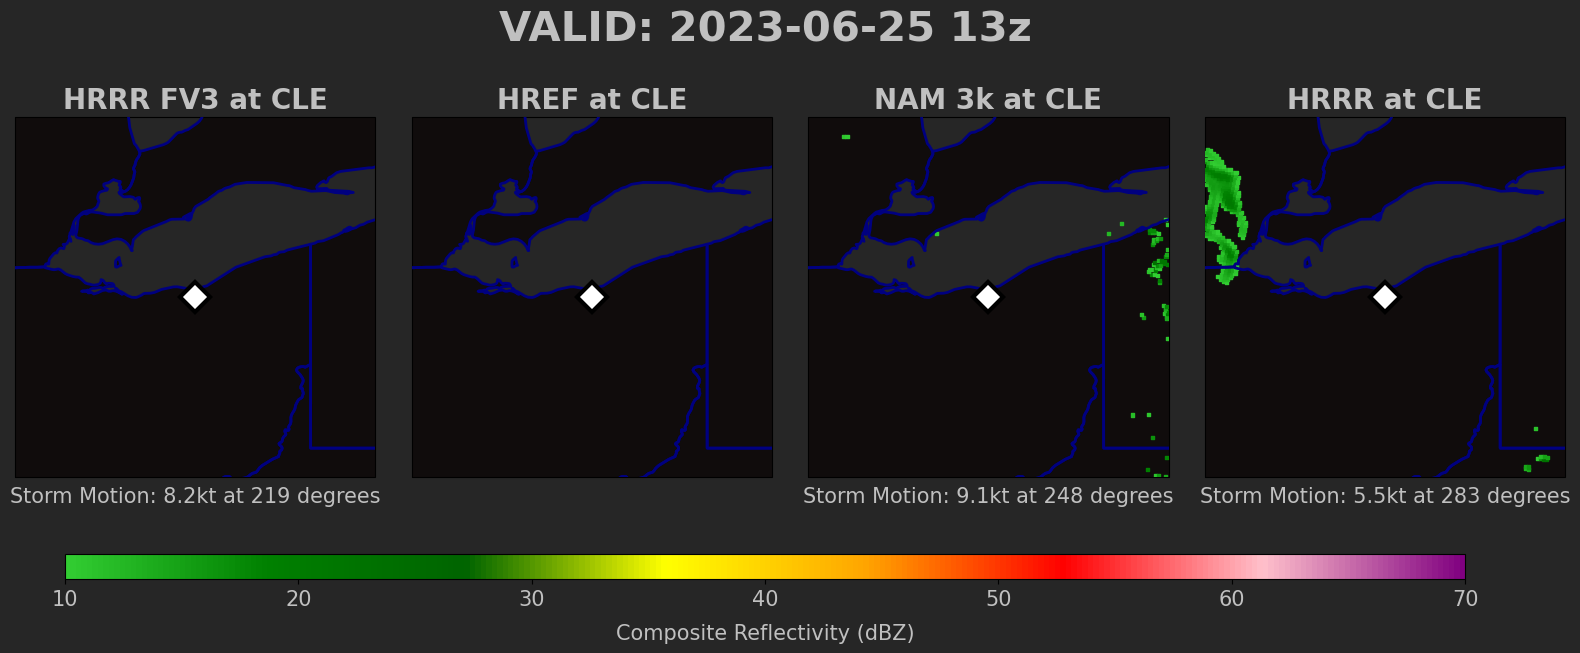 VALID: 2023-06-25 13z
HRRR FV3 at CLE
HREF at CLE
NAM 3k at CLE
HRRR at CLE
Storm Motion: 8.2kt at 219 degrees
Storm Motion: 9.1kt at 248 degrees
Storm Motion: 5.5kt at 283 degrees
10 20 30 40 50 60 70
Composite Reflectivity (dBZ)